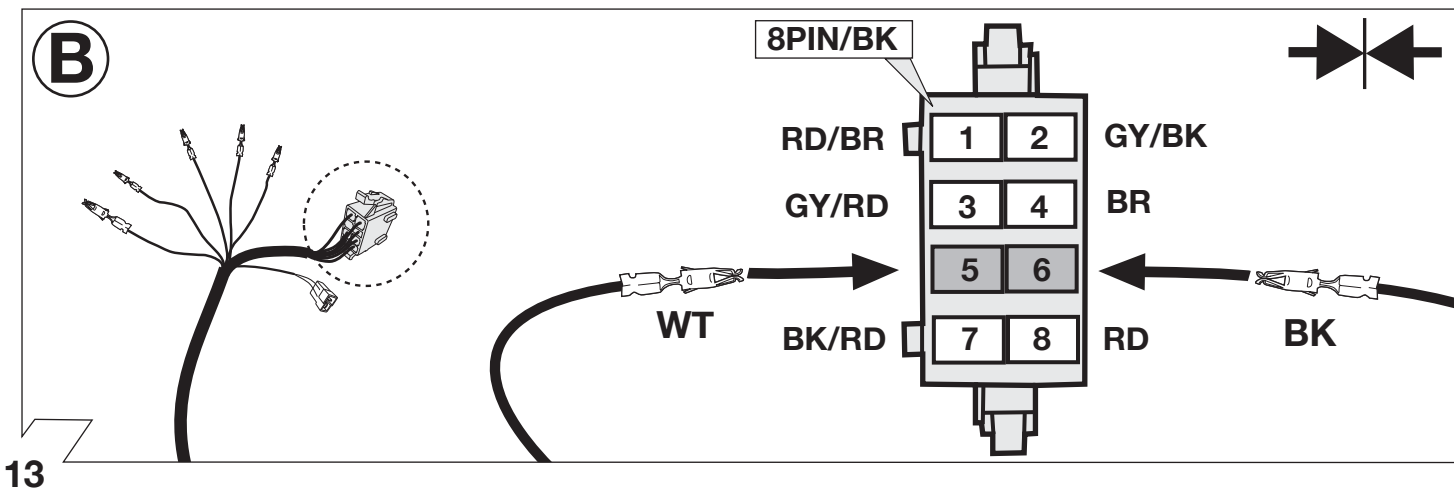 B
8PIN/BK
RD/BR 1 2 GY/BK
GY/RD 3 4 BR
5 6
WT BK
BK/RD 7 8 RD
13